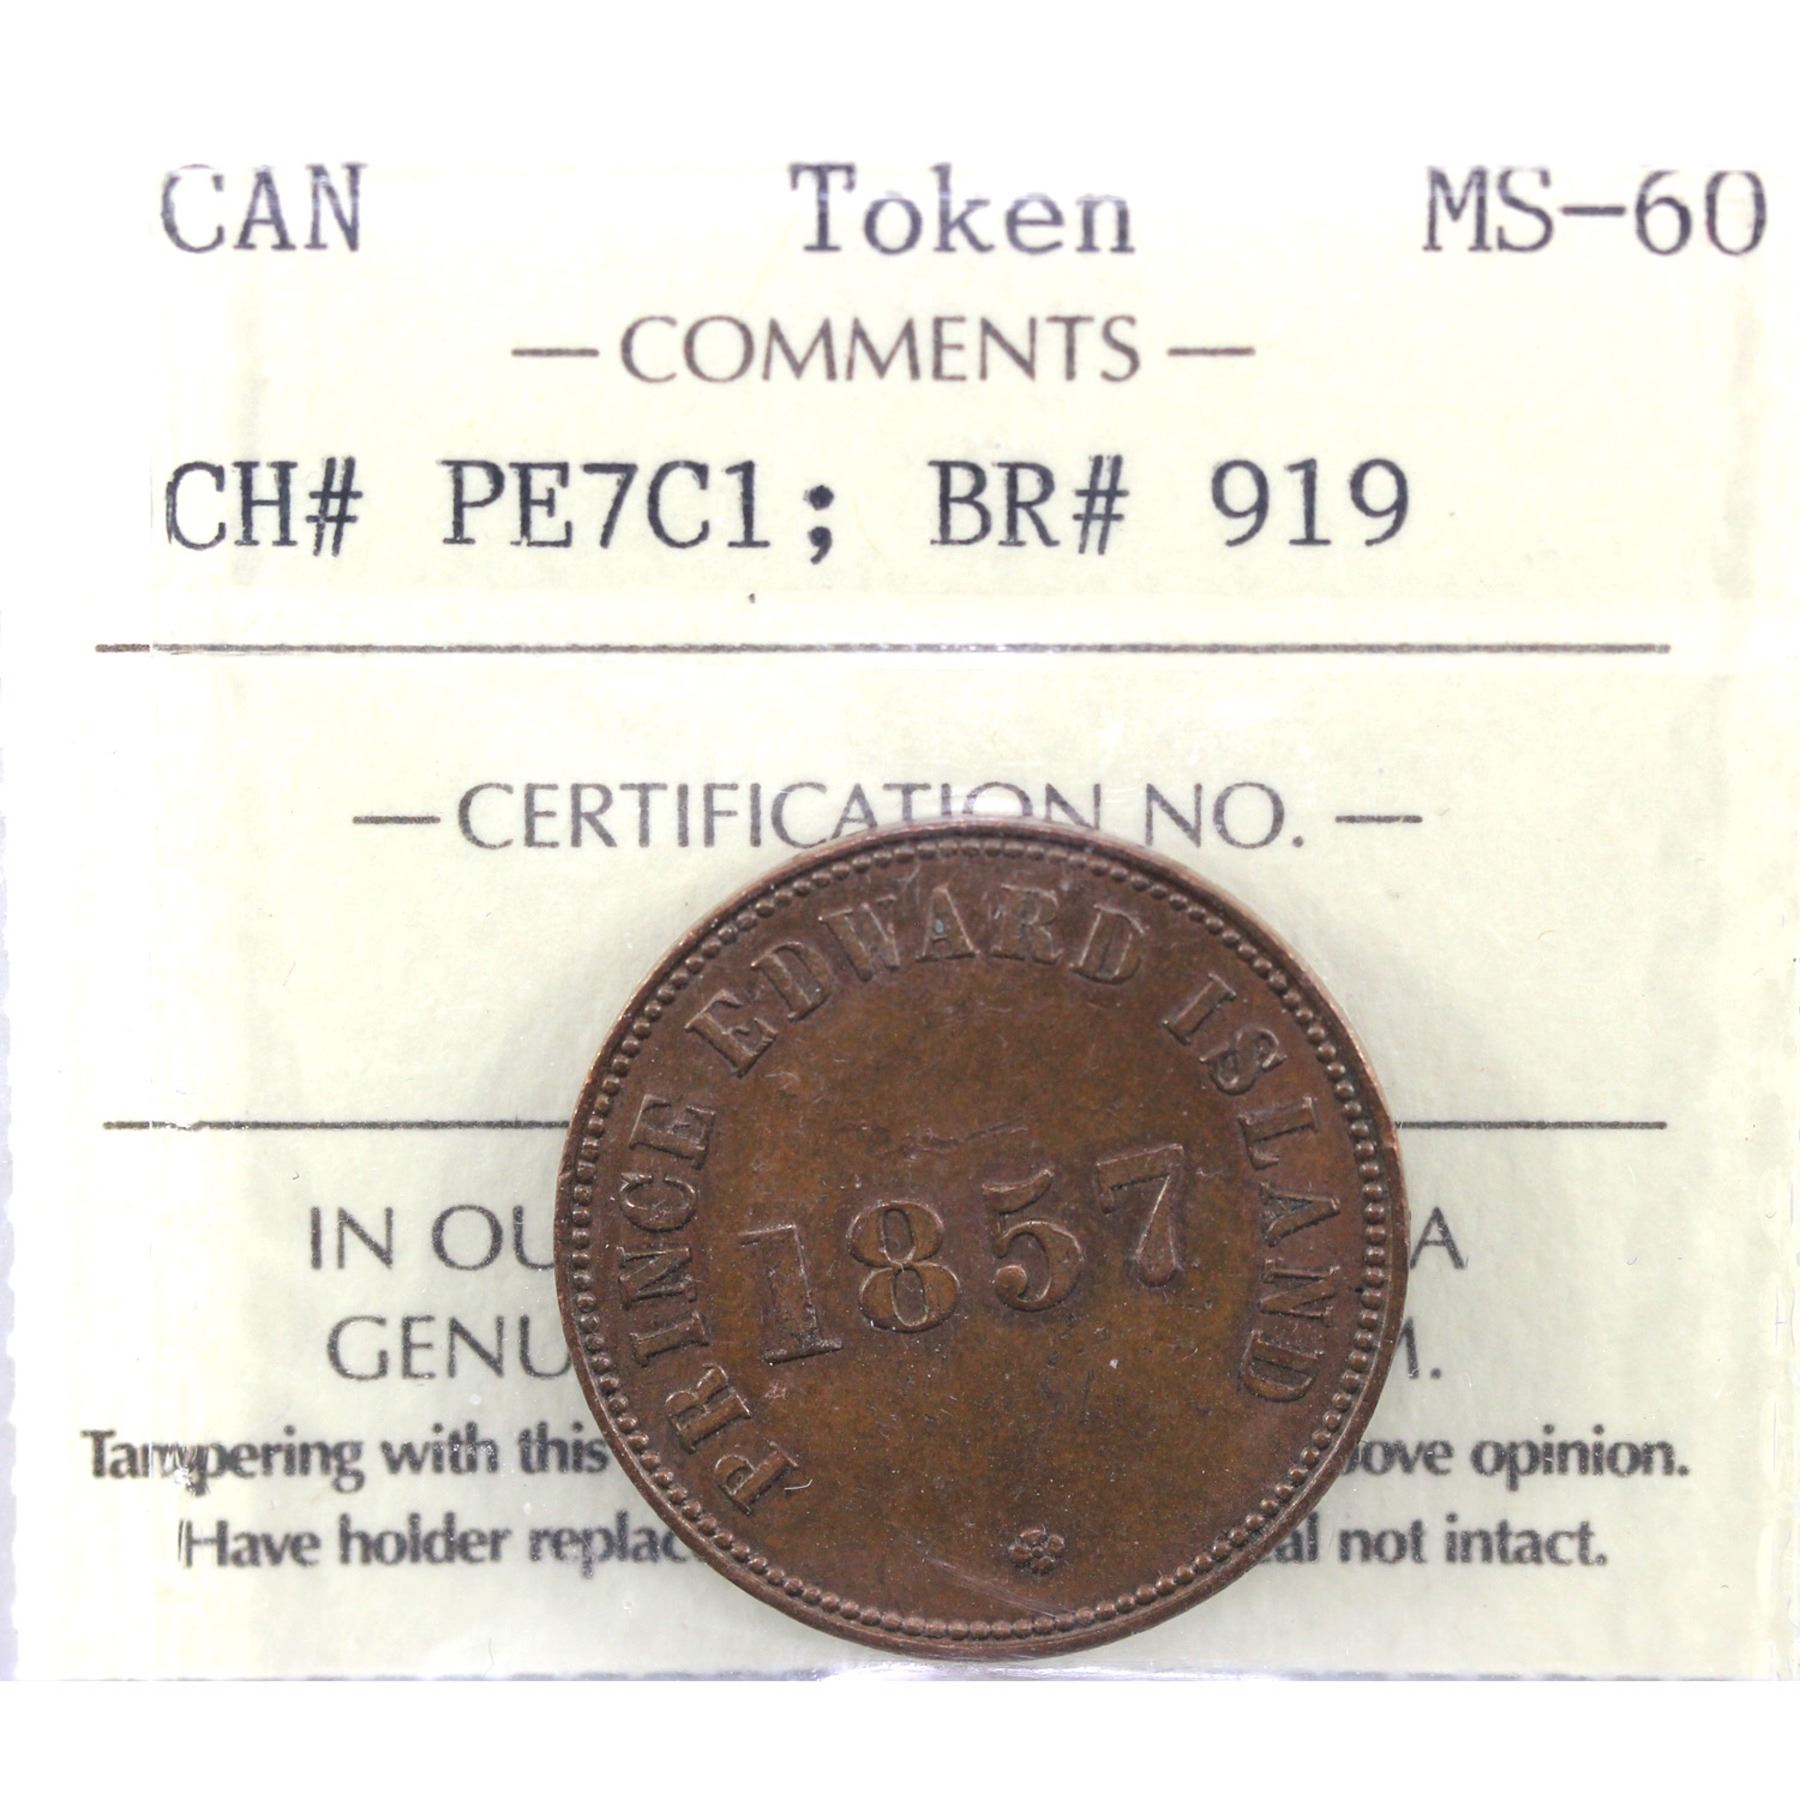 CAN Token MS-60
— COMMENTS —
CH# PE7C1; BR# 919
— CERTIFICATION NO. —
IN OU A
GENU M.
Tampering with this ove opinion.
Have holder replac al not intact.
PRINCE EDWARD ISLAND
1857